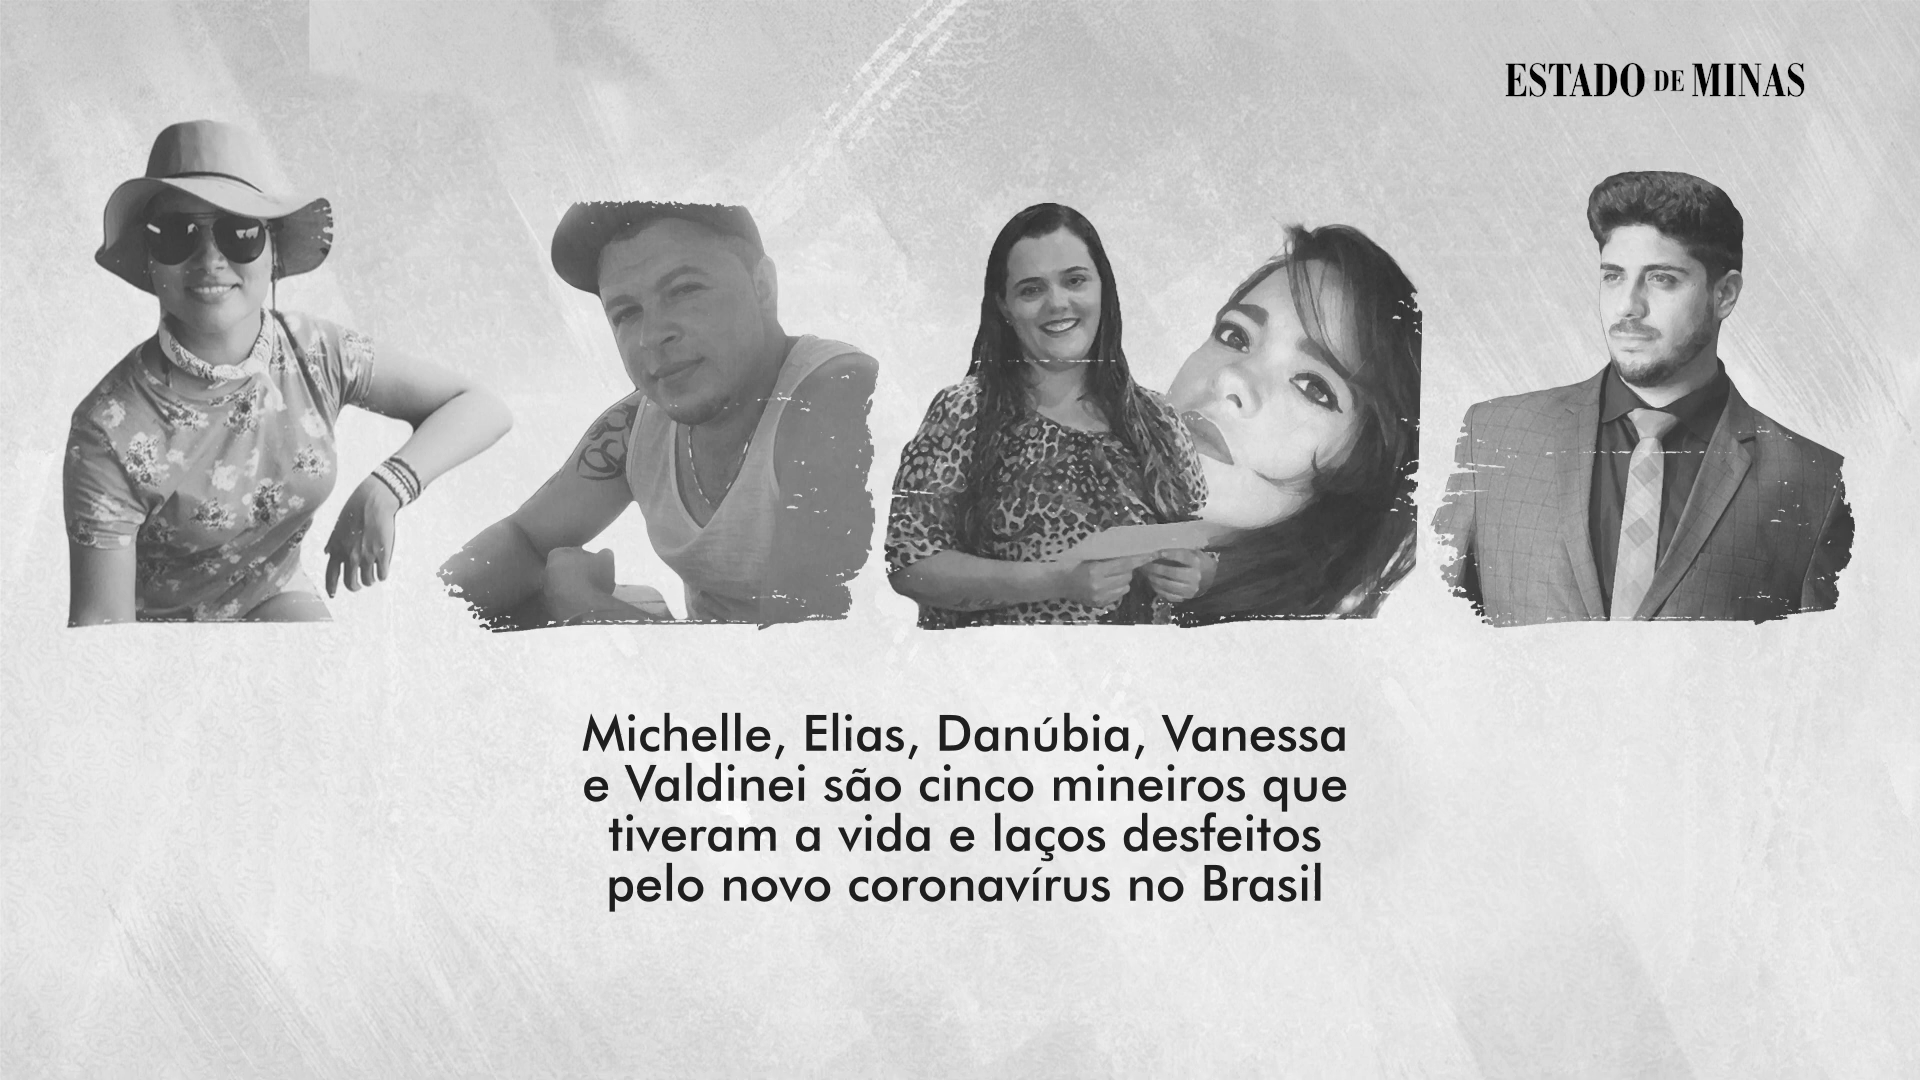 ESTADO DE MINAS
Michelle, Elias, Danúbia, Vanessa
e Valdinei são cinco mineiros que
tiveram a vida e laços desfeitos
pelo novo coronavírus no Brasil